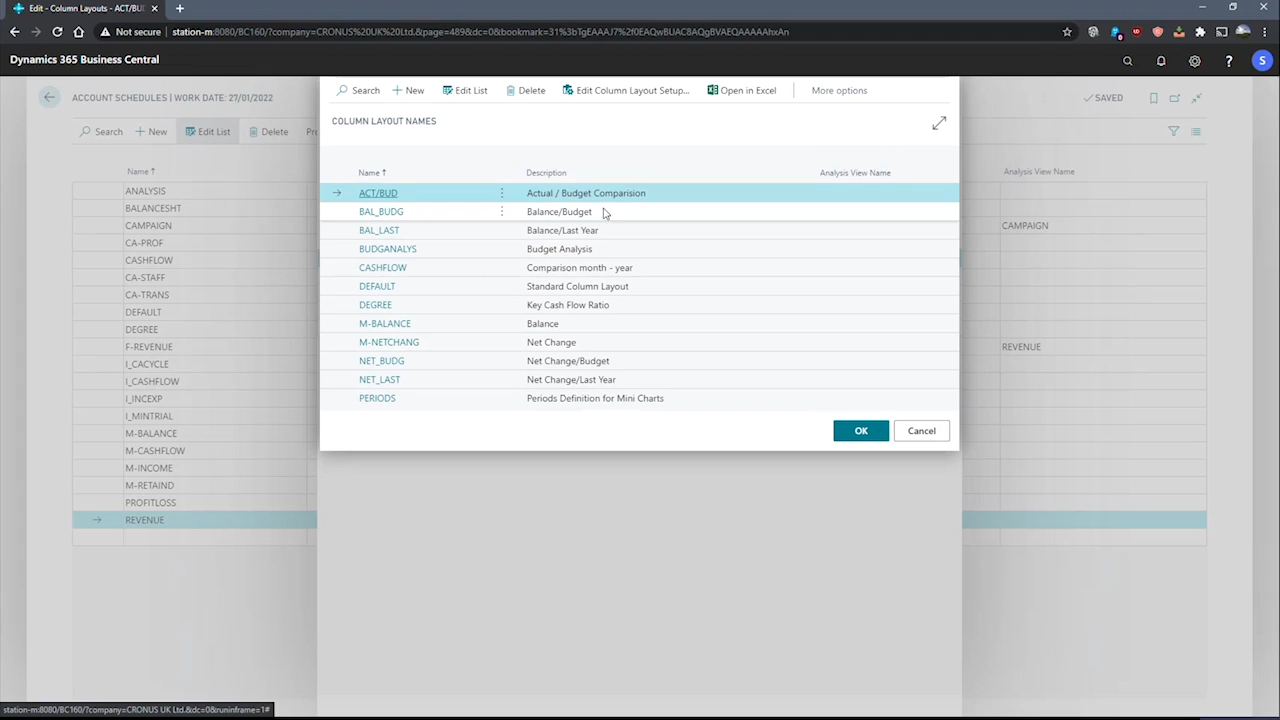 Edit - Column Layouts - ACT/BU
Not secure | station-m:8080/BC160/?company=CRONUS%20UK%20Ltd.&page=489&dc=0&bookmark=31%3bTgEAAAJ7%2f0EAQwBUAC8AQgBVAEQAAAAAhxAn
Dynamics 365 Business Central
S
ACCOUNT SCHEDULES | WORK DATE: 27/01/2022
SAVED
Search New Edit List Delete
Name
Analysis View Name
ANALYSIS
BALANCESHT
CAMPAIGN
CAMPAIGN
CA-PROF
CASHFLOW
CA-STAFF
CA-TRANS
DEFAULT
DEGREE
F-REVENUE
REVENUE
I_CACYCLE
I_CASHFLOW
I_INCEXP
I_MINTRIAL
M-BALANCE
M-CASHFLOW
M-INCOME
M-RETAIND
PROFITLOSS
REVENUE
Search New Edit List Delete Edit Column Layout Setup... Open in Excel More options
COLUMN LAYOUT NAMES
Name Description Analysis View Name
ACT/BUD Actual / Budget Comparision
BAL_BUDG Balance/Budget
BAL_LAST Balance/Last Year
BUDGANALYS Budget Analysis
CASHFLOW Comparison month - year
DEFAULT Standard Column Layout
DEGREE Key Cash Flow Ratio
M-BALANCE Balance
M-NETCHANG Net Change
NET_BUDG Net Change/Budget
NET_LAST Net Change/Last Year
PERIODS Periods Definition for Mini Charts
OK Cancel
station-m:8080/BC160/?company=CRONUS UK Ltd.&dc=0&runinframe=1#